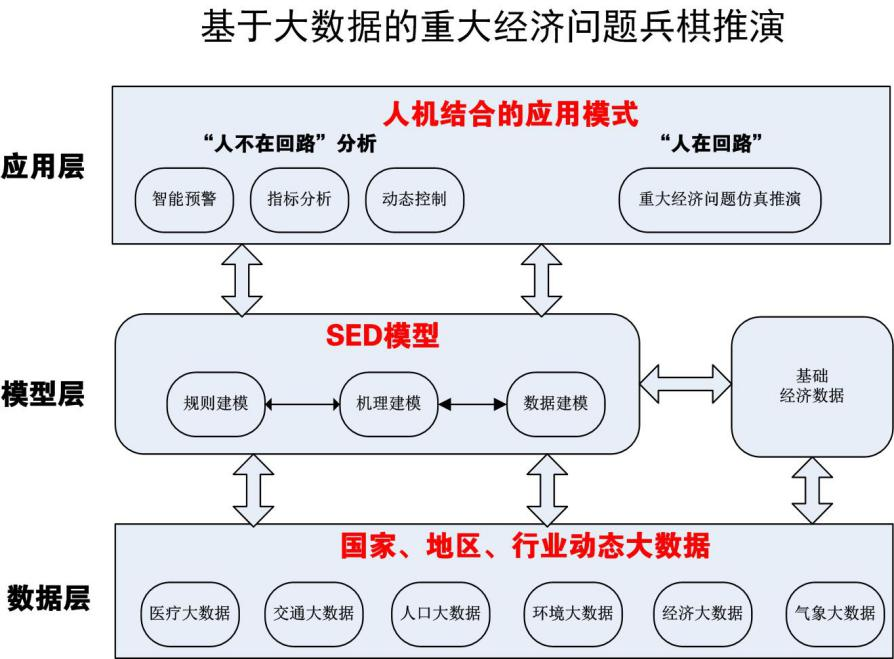 基于大数据的重大经济问题兵棋推演
人机结合的应用模式
“人不在回路”分析
“人在回路”
应用层
智能预警
指标分析
动态控制
重大经济问题仿真推演
SED模型
模型层
规则建模
机理建模
数据建模
基础
经济数据
国家、地区、行业动态大数据
数据层
医疗大数据
交通大数据
人口大数据
环境大数据
经济大数据
气象大数据